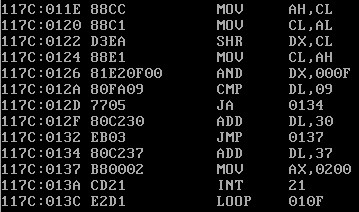 117C:011E 88CC MOV AH,CL
117C:0120 88C1 MOV CL,AL
117C:0122 D3EA SHR DX,CL
117C:0124 88E1 MOV CL,AH
117C:0126 81E20F00 AND DX,000F
117C:012A 80FA09 CMP DL,09
117C:012D 7705 JA 0134
117C:012F 80C230 ADD DL,30
117C:0132 EB03 JMP 0137
117C:0134 80C237 ADD DL,37
117C:0137 B80002 MOV AX,0200
117C:013A CD21 INT 21
117C:013C E2D1 LOOP 010F